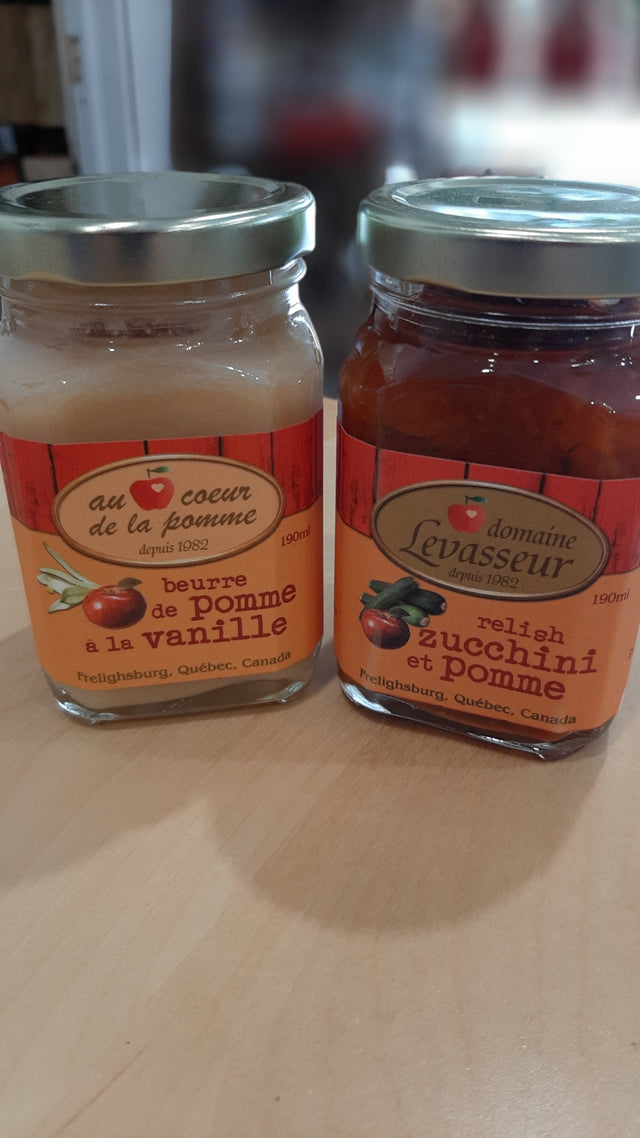 au coeur
de la pomme
depuis 1982
190ml
beurre
de pomme
à la vanille
Frelighsburg, Québec, Canada
domaine
Levasseur
depuis 1982
190ml
relish
zucchini
et pomme
Frelighsburg, Québec, Canada